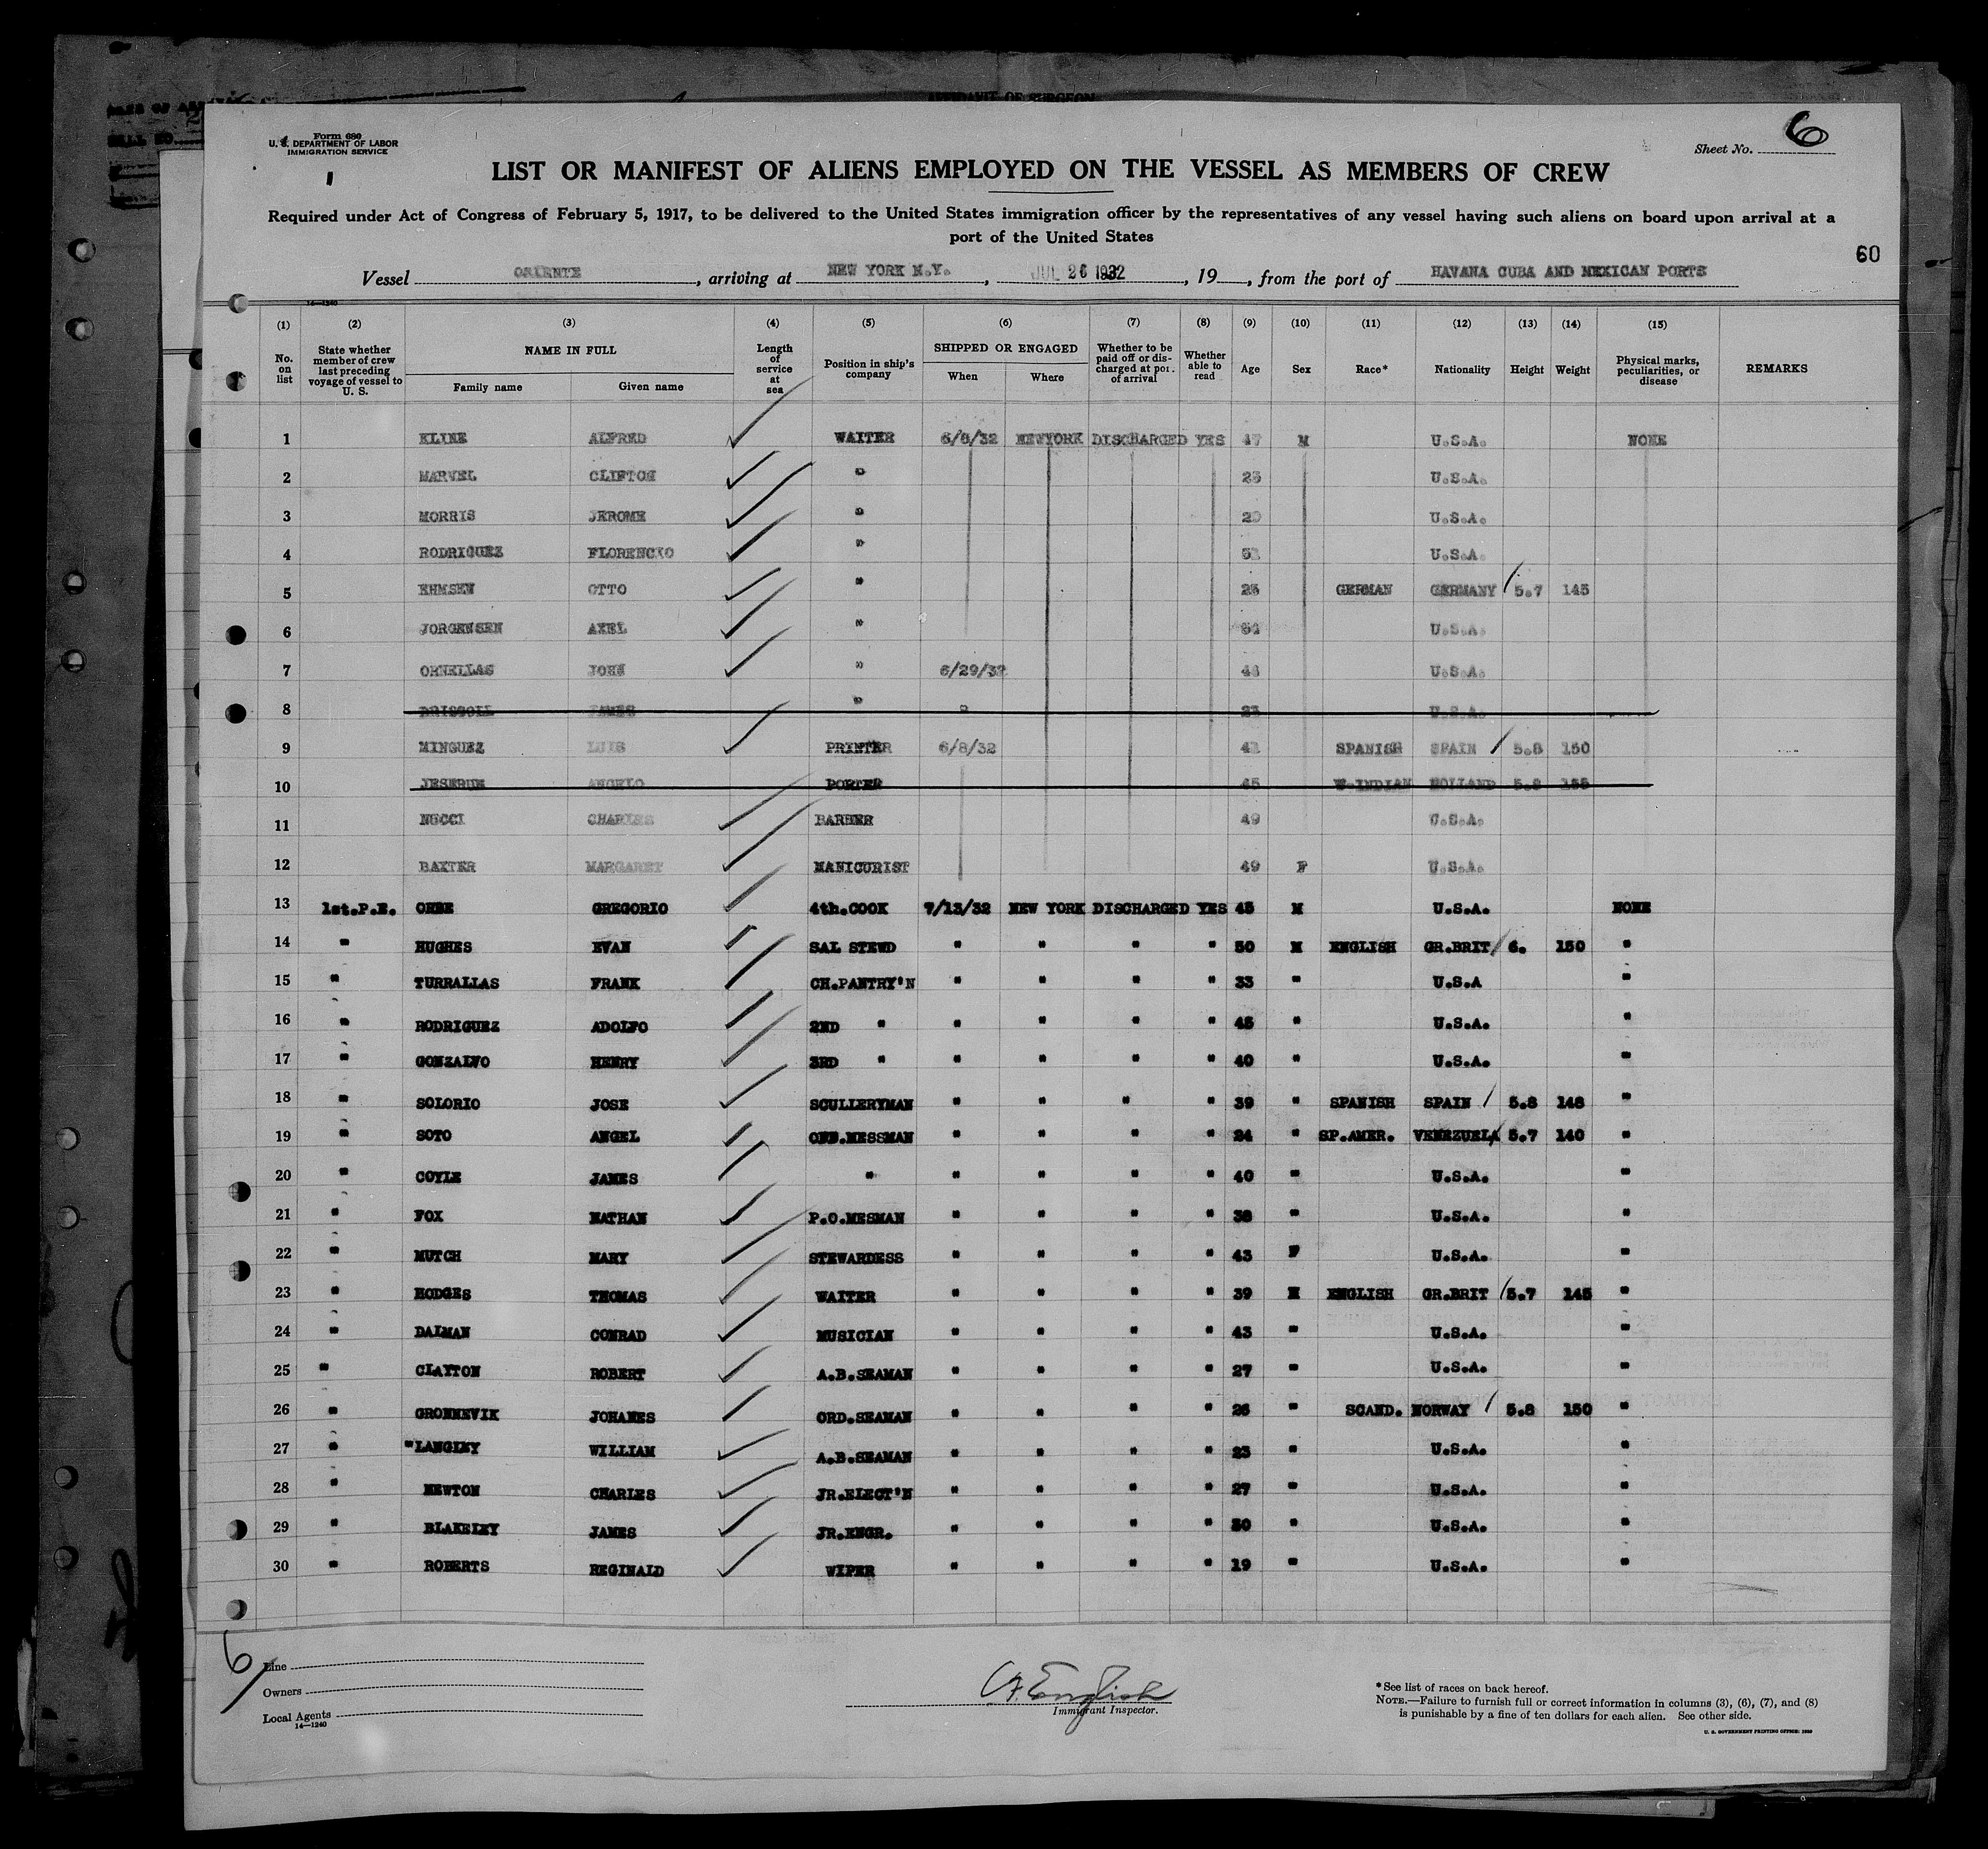 AFFIDAVIT OF SURGEON
Form 680
U. S. DEPARTMENT OF LABOR
IMMIGRATION SERVICE
Sheet No. 6
LIST OR MANIFEST OF ALIENS EMPLOYED ON THE VESSEL AS MEMBERS OF CREW
Required under Act of Congress of February 5, 1917, to be delivered to the United States immigration officer by the representatives of any vessel having such aliens on board upon arrival at a
port of the United States
60
Vessel ORIENTE, arriving at NEW YORK N.Y., JUL 26 1932, 19, from the port of HAVANA CUBA AND MEXICAN PORTS
14—1240
(1) (2) (3) (4) (5) (6) (7) (8) (9) (10) (11) (12) (13) (14) (15)
No. on list State whether member of crew last preceding voyage of vessel to U. S. NAME IN FULL Family name Given name Length of service at sea Position in ship's company SHIPPED OR ENGAGED When Where Whether to be paid off or discharged at port of arrival Whether able to read Age Sex Race* Nationality Height Weight Physical marks, peculiarities, or disease REMARKS
1 KLINE ALFRED WAITER 6/8/32 NEWYORK DISCHARGED YES 47 M U.S.A. NONE
2 MARVEL CLIFTON " U.S.A.
3 MORRIS JEROME " U.S.A.
4 RODRIGUEZ FLORENCIO " U.S.A.
5 EHMSEN OTTO " GERMAN GERMANY 5.7 145
6 JORGENSEN AXEL " U.S.A.
7 ORNELLAS JOHN " 6/29/32 U.S.A.
8 DRISCOLL JAMES " " 23 U.S.A.
9 MINGUEZ LUIS PRINTER 6/8/32 SPANISH SPAIN 5.8 150
10 JESERUM ANGELO PORTER 45 W-INDIAN HOLLAND 5.8 155
11 NUCCI CHARLES BARBER 49 U.S.A.
12 BAXTER MARGARET MANICURIST 49 F U.S.A.
13 1st.P.E. GREGORIO 4th.COOK 7/13/32 NEW YORK DISCHARGED YES 45 M U.S.A. NONE
14 " HUGHES EVAN SAL STEWD " " " " 50 M ENGLISH GR.BRIT 6. 150 "
15 " TURRALLAS FRANK CH.PANTRY'N " " " " 33 " U.S.A "
16 " RODRIGUEZ ADOLFO 2ND " " " " " 45 " U.S.A. "
17 " GONZALVO HENRY 3RD " " " " " 40 " U.S.A. "
18 " SOLORIO JOSE SCULLERYMAN " " " " 39 " SPANISH SPAIN 5.8 148 "
19 " SOTO ANGEL MESSMAN " " " " 24 " SP.AMER. VENEZUELA 5.7 140 "
20 " COYLE JAMES " " " " " 40 " U.S.A. "
21 " FOX NATHAN P.O.MESMAN " " " " 38 " U.S.A. "
22 " MUTCH MARY STEWARDESS " " " " 43 F U.S.A. "
23 " HODGES THOMAS WAITER " " " " 39 M ENGLISH GR.BRIT 5.7 145 "
24 " DALMAN CONRAD MUSICIAN " " " " 43 " U.S.A. "
25 " CLAYTON ROBERT A.B.SEAMAN " " " " 27 " U.S.A. "
26 " GRONNEVIK JOHANES ORD.SEAMAN " " " " 26 " SCAND. NORWAY 5.8 150 "
27 " "LANGLEY WILLIAM A.B.SEAMAN " " " " 23 " U.S.A. "
28 " NEWTON CHARLES JR.ELECT'N " " " " 27 " U.S.A. "
29 " BLAKELEY JAMES JR.ENGR. " " " " 30 " U.S.A. "
30 " ROBERTS REGINALD WIPER " " " " 19 " U.S.A. "
6/
Line
Owners
Local Agents
14—1240
English
Immigrant Inspector.
*See list of races on back hereof.
NOTE.—Failure to furnish full or correct information in columns (3), (6), (7), and (8)
is punishable by a fine of ten dollars for each alien. See other side.
U. S. GOVERNMENT PRINTING OFFICE: 1930